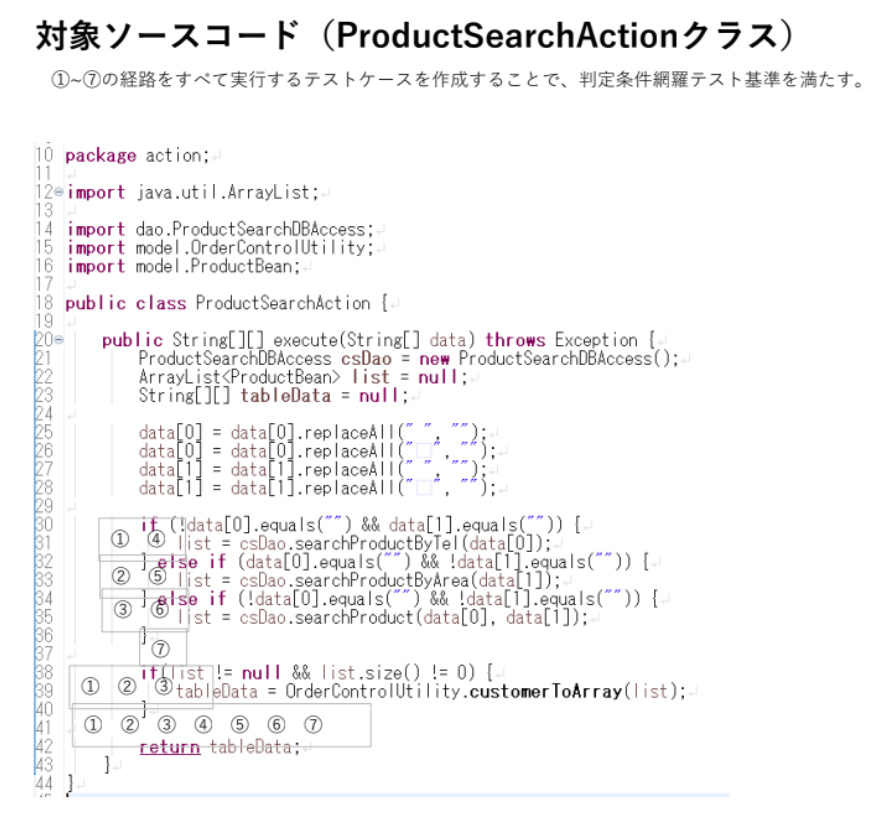 対象ソースコード（ProductSearchActionクラス）
①~⑦の経路をすべて実行するテストケースを作成することで、判定条件網羅テスト基準を満たす。
10 package action;
11
12 import java.util.ArrayList;
13
14 import dao.ProductSearchDBAccess;
15 import model.OrderControlUtility;
16 import model.ProductBean;
17
18 public class ProductSearchAction {
19
20 public String[][] execute(String[] data) throws Exception {
21 ProductSearchDBAccess csDao = new ProductSearchDBAccess();
22 ArrayList<ProductBean> list = null;
23 String[][] tableData = null;
24
25 data[0] = data[0].replaceAll(" ", "");
26 data[0] = data[0].replaceAll("　", "");
27 data[1] = data[1].replaceAll(" ", "");
28 data[1] = data[1].replaceAll("　", "");
29
30 if (!data[0].equals("") && data[1].equals("")) {
31 ① ④ list = csDao.searchProductByTel(data[0]);
32 } else if (data[0].equals("") && !data[1].equals("")) {
33 ② ⑤ list = csDao.searchProductByArea(data[1]);
34 } else if (!data[0].equals("") && !data[1].equals("")) {
35 ③ ⑥ list = csDao.searchProduct(data[0], data[1]);
36 }
37 ⑦
38 if(list != null && list.size() != 0) {
39 ① ② ③ tableData = OrderControlUtility.customerToArray(list);
40 }
41 ① ② ③ ④ ⑤ ⑥ ⑦
42 return tableData;
43 }
44 }